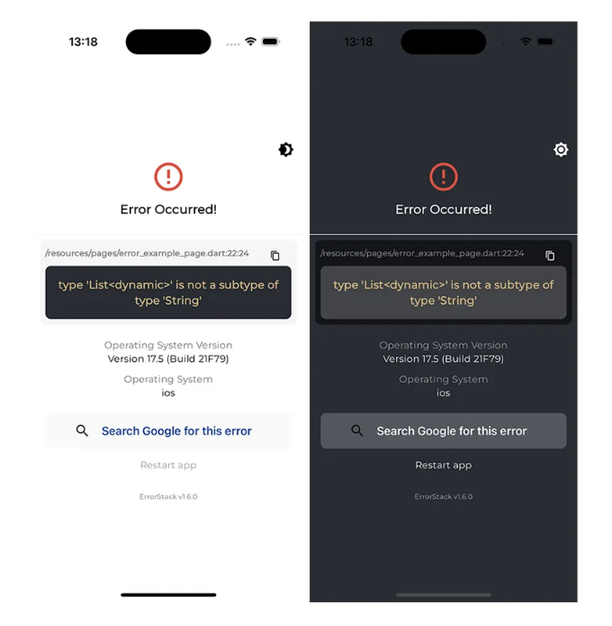 13:18
Error Occurred!
/resources/pages/error_example_page.dart:22:24
type 'List<dynamic>' is not a subtype of
type 'String'
Operating System Version
Version 17.5 (Build 21F79)
Operating System
ios
Search Google for this error
Restart app
ErrorStack v1.6.0
13:18
Error Occurred!
/resources/pages/error_example_page.dart:22:24
type 'List<dynamic>' is not a subtype of
type 'String'
Operating System Version
Version 17.5 (Build 21F79)
Operating System
ios
Search Google for this error
Restart app
ErrorStack v1.6.0